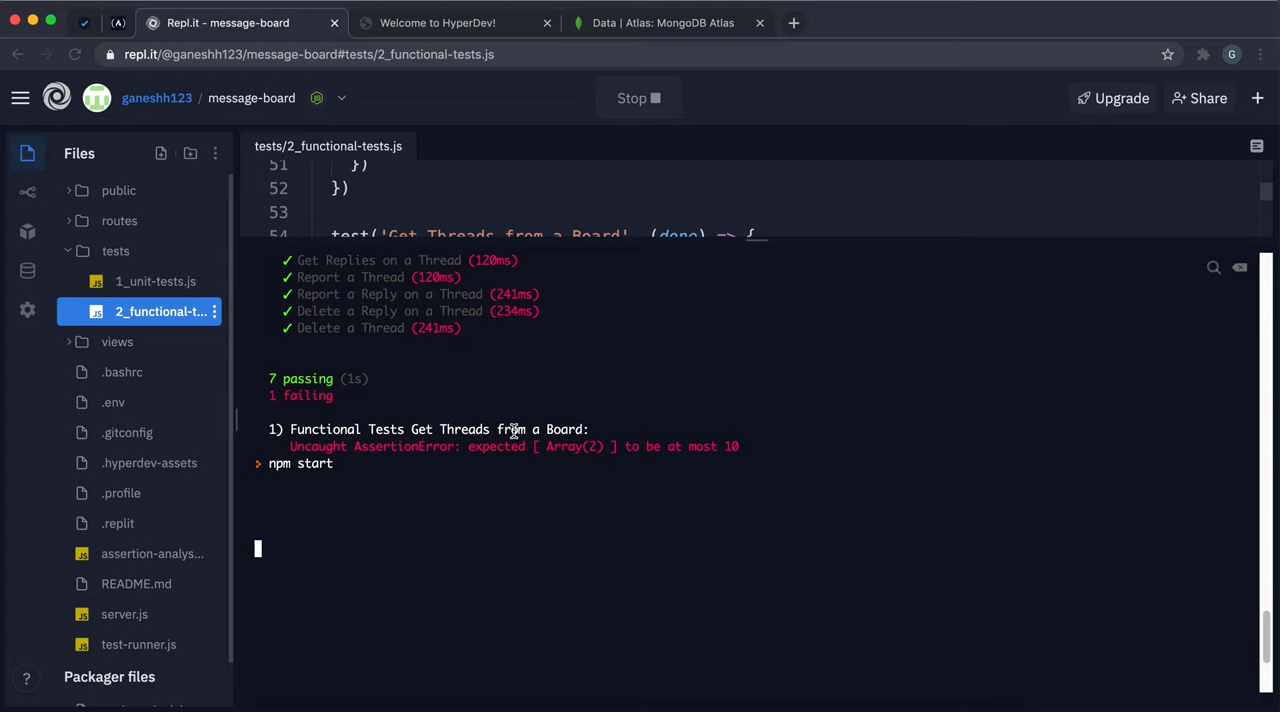 Repl.it - message-board
Welcome to HyperDev!
Data | Atlas: MongoDB Atlas
repl.it/@ganeshh123/message-board#tests/2_functional-tests.js
G
ganeshh123 / message-board
Stop
Upgrade
Share
Files
public
routes
tests
JS 1_unit-tests.js
JS 2_functional-t...
views
.bashrc
.env
.gitconfig
.hyperdev-assets
.profile
.replit
JS assertion-analys...
README.md
JS server.js
JS test-runner.js
Packager files
?
tests/2_functional-tests.js
51 })
52 })
53
54 test('Get Threads from a Board', (done) => {
✓ Get Replies on a Thread (120ms)
✓ Report a Thread (120ms)
✓ Report a Reply on a Thread (241ms)
✓ Delete a Reply on a Thread (234ms)
✓ Delete a Thread (241ms)
7 passing (1s)
1 failing
1) Functional Tests Get Threads from a Board:
Uncaught AssertionError: expected [ Array(2) ] to be at most 10
> npm start